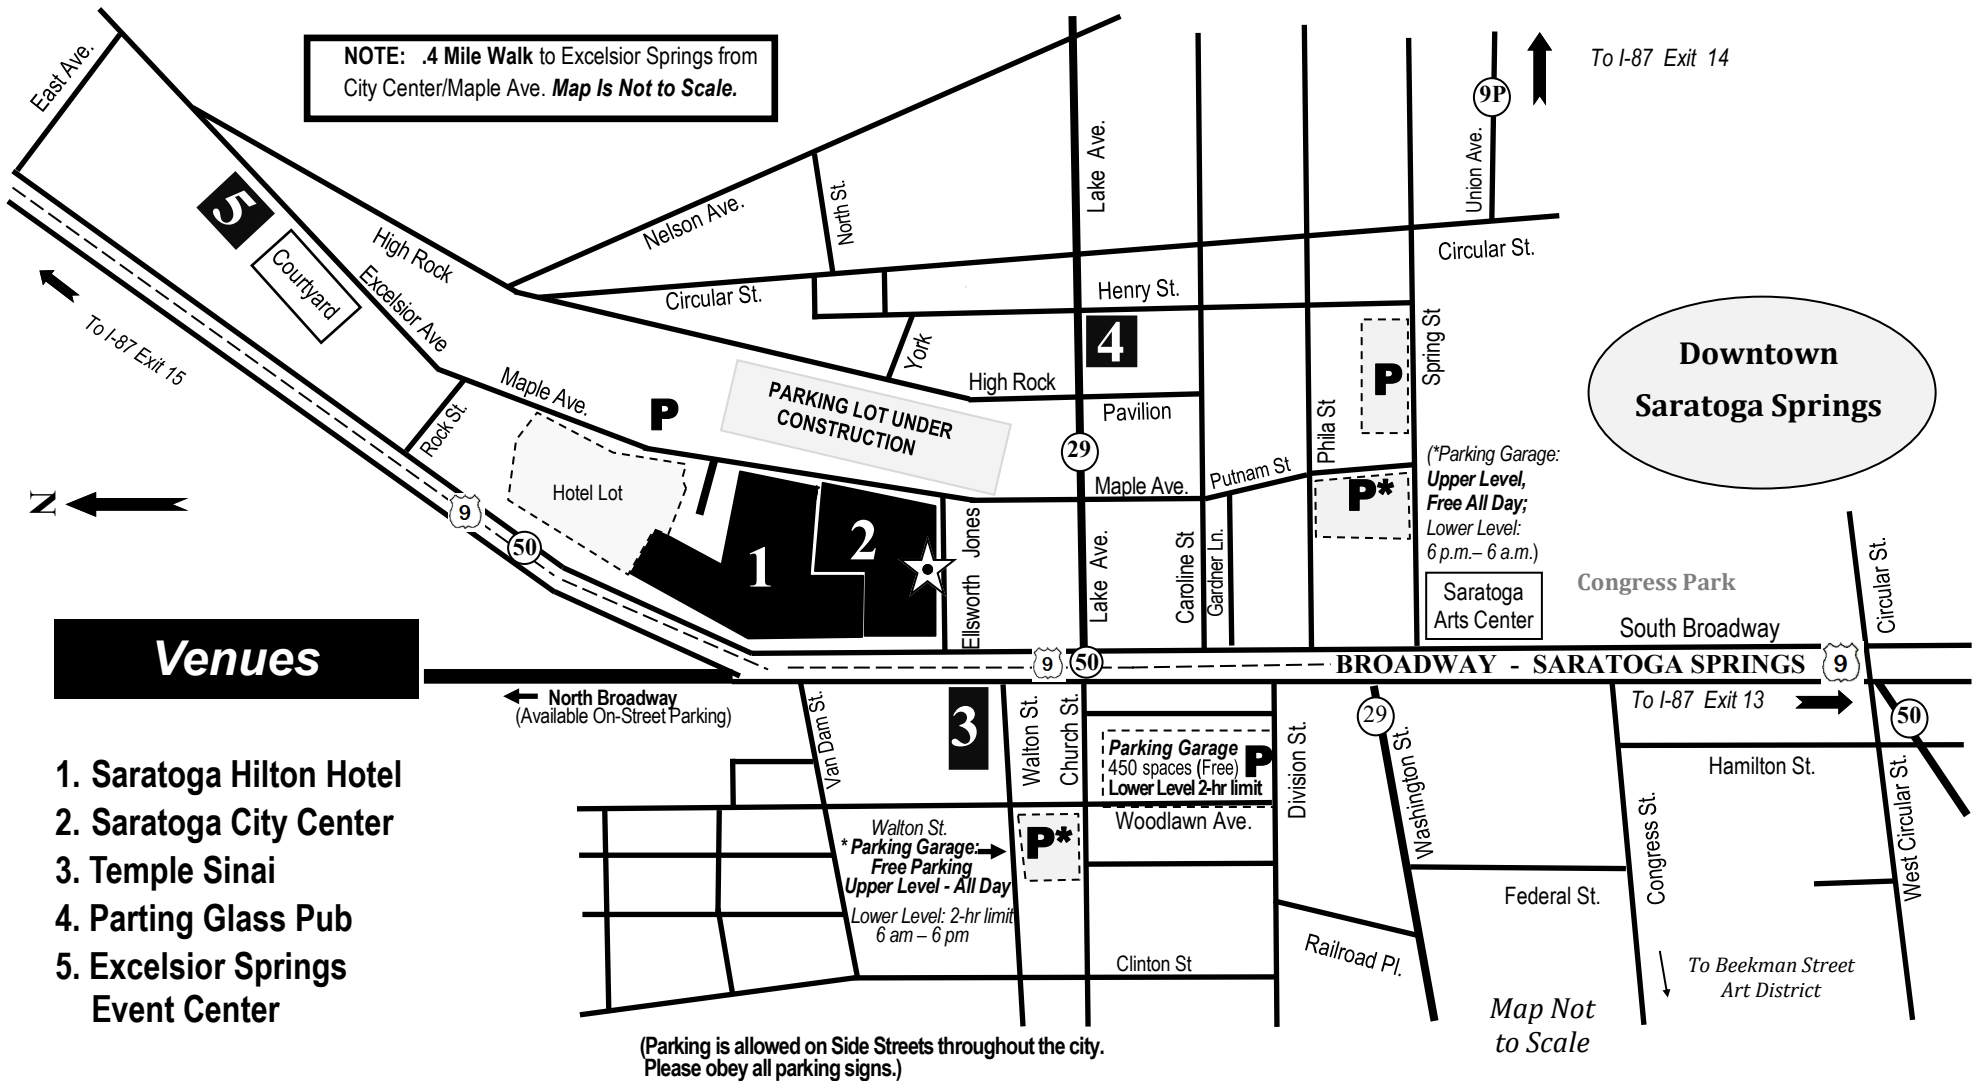 NOTE: .4 Mile Walk to Excelsior Springs from
City Center/Maple Ave. Map Is Not to Scale.
East Ave.
To I-87 Exit 14
9P
Union Ave.
Lake Ave.
North St.
Nelson Ave.
5
Courtyard
High Rock
Excelsior Ave
Circular St.
Circular St.
Henry St.
To I-87 Exit 15
4
York
Spring St
Downtown
Saratoga Springs
Maple Ave.
P
PARKING LOT UNDER
CONSTRUCTION
High Rock
Pavilion
P
Rock St.
29
Phila St
Putnam St
Maple Ave.
(*Parking Garage:
Upper Level,
Free All Day;
Lower Level:
6 p.m.– 6 a.m.)
P*
N
9
50
Hotel Lot
1
2
Ellsworth Jones
Lake Ave.
Caroline St
Gardner Ln.
Saratoga
Arts Center
Congress Park
Circular St.
South Broadway
9
50
BROADWAY - SARATOGA SPRINGS
9
Venues
North Broadway
(Available On-Street Parking)
To I-87 Exit 13
50
Van Dam St.
3
Walton St.
Church St.
Parking Garage
450 spaces (Free)
Lower Level 2-hr limit
P
Division St.
29
Washington St.
Hamilton St.
Congress St.
West Circular St.
Woodlawn Ave.
Walton St.
* Parking Garage:
Free Parking
Upper Level - All Day
Lower Level: 2-hr limit
6 am – 6 pm
P*
Federal St.
Railroad Pl.
Clinton St
To Beekman Street
Art District
Map Not
to Scale
1. Saratoga Hilton Hotel
2. Saratoga City Center
3. Temple Sinai
4. Parting Glass Pub
5. Excelsior Springs
Event Center
(Parking is allowed on Side Streets throughout the city.
Please obey all parking signs.)